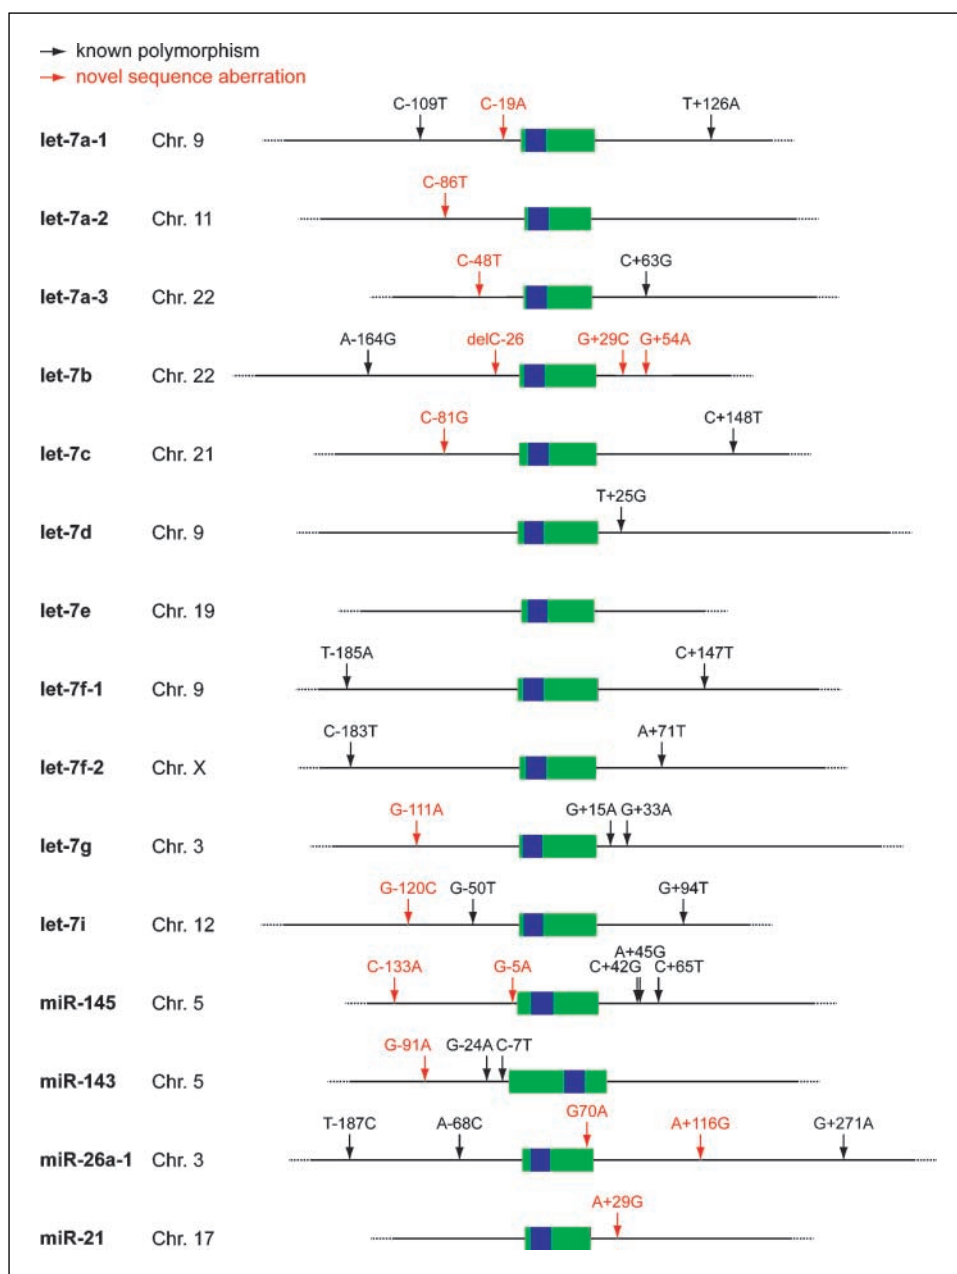 known polymorphism
novel sequence aberration
C-109T C-19A T+126A
let-7a-1 Chr. 9
C-86T
let-7a-2 Chr. 11
C-48T C+63G
let-7a-3 Chr. 22
A-164G delC-26 G+29C G+54A
let-7b Chr. 22
C-81G C+148T
let-7c Chr. 21
T+25G
let-7d Chr. 9
let-7e Chr. 19
T-185A C+147T
let-7f-1 Chr. 9
C-183T A+71T
let-7f-2 Chr. X
G-111A G+15A G+33A
let-7g Chr. 3
G-120C G-50T G+94T
let-7i Chr. 12
A+45G
C-133A G-5A C+42G C+65T
miR-145 Chr. 5
G-91A G-24A C-7T
miR-143 Chr. 5
G70A
T-187C A-68C A+116G G+271A
miR-26a-1 Chr. 3
A+29G
miR-21 Chr. 17